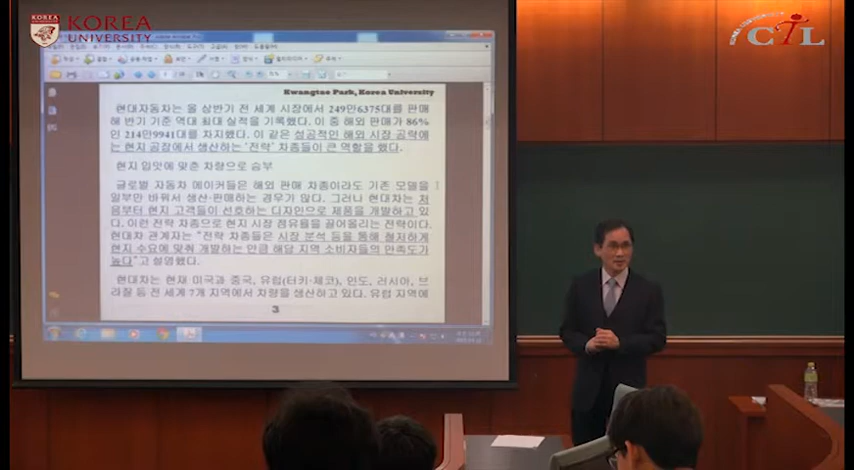 KOREA
UNIVERSITY
CTL
Kwangtae Park, Korea University
현대자동차는 올 상반기 전 세계 시장에서 249만6375대를 판매
해 반기 기준 역대 최대 실적을 기록했다. 이 중 해외 판매가 86%
인 214만9941대를 차지했다. 이 같은 성공적인 해외 시장 공략에
는 현지 공장에서 생산하는 '전략' 차종들이 큰 역할을 했다.
현지 입맛에 맞춘 차량으로 승부
글로벌 자동차 메이커들은 해외 판매 차종이라도 기존 모델을
일부만 바꿔서 생산·판매하는 경우가 많다. 그러나 현대차는 처
음부터 현지 고객들이 선호하는 디자인으로 제품을 개발하고 있
다. 이런 전략 차종으로 현지 시장 점유율을 끌어올리는 전략이다.
현대차 관계자는 "전략 차종들은 시장 분석 등을 통해 철저하게
현지 수요에 맞춰 개발하는 만큼 해당 지역 소비자들의 만족도가
높다"고 설명했다.
현대차는 현재 미국과 중국, 유럽(터키·체코), 인도, 러시아, 브
라질 등 전 세계 7개 지역에서 차량을 생산하고 있다. 유럽 지역에
3